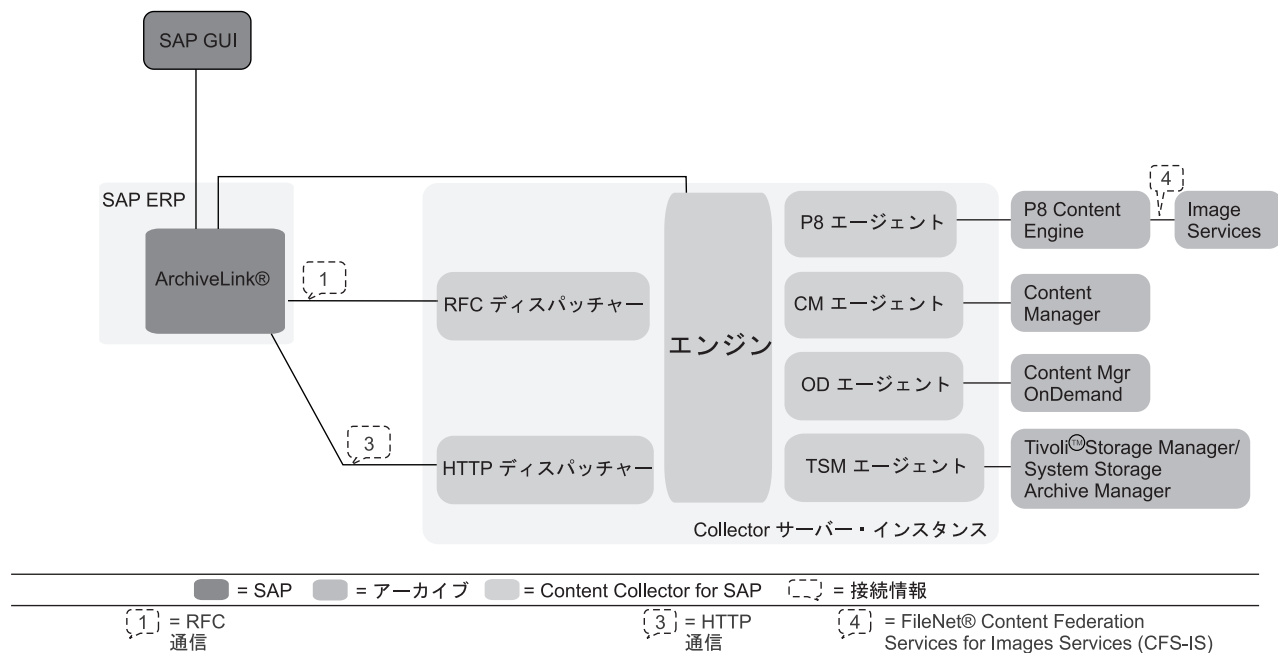 SAP GUI
SAP ERP
ArchiveLink®
1
3
RFC ディスパッチャー
HTTP ディスパッチャー
エンジン
P8 エージェント
CM エージェント
OD エージェント
TSM エージェント
Collector サーバー・インスタンス
P8 Content
Engine
4
Image
Services
Content
Manager
Content Mgr
OnDemand
Tivoli™Storage Manager/
System Storage
Archive Manager
= SAP
= アーカイブ
= Content Collector for SAP
= 接続情報
1 = RFC
通信
3 = HTTP
通信
4 = FileNet® Content Federation
Services for Images Services (CFS-IS)